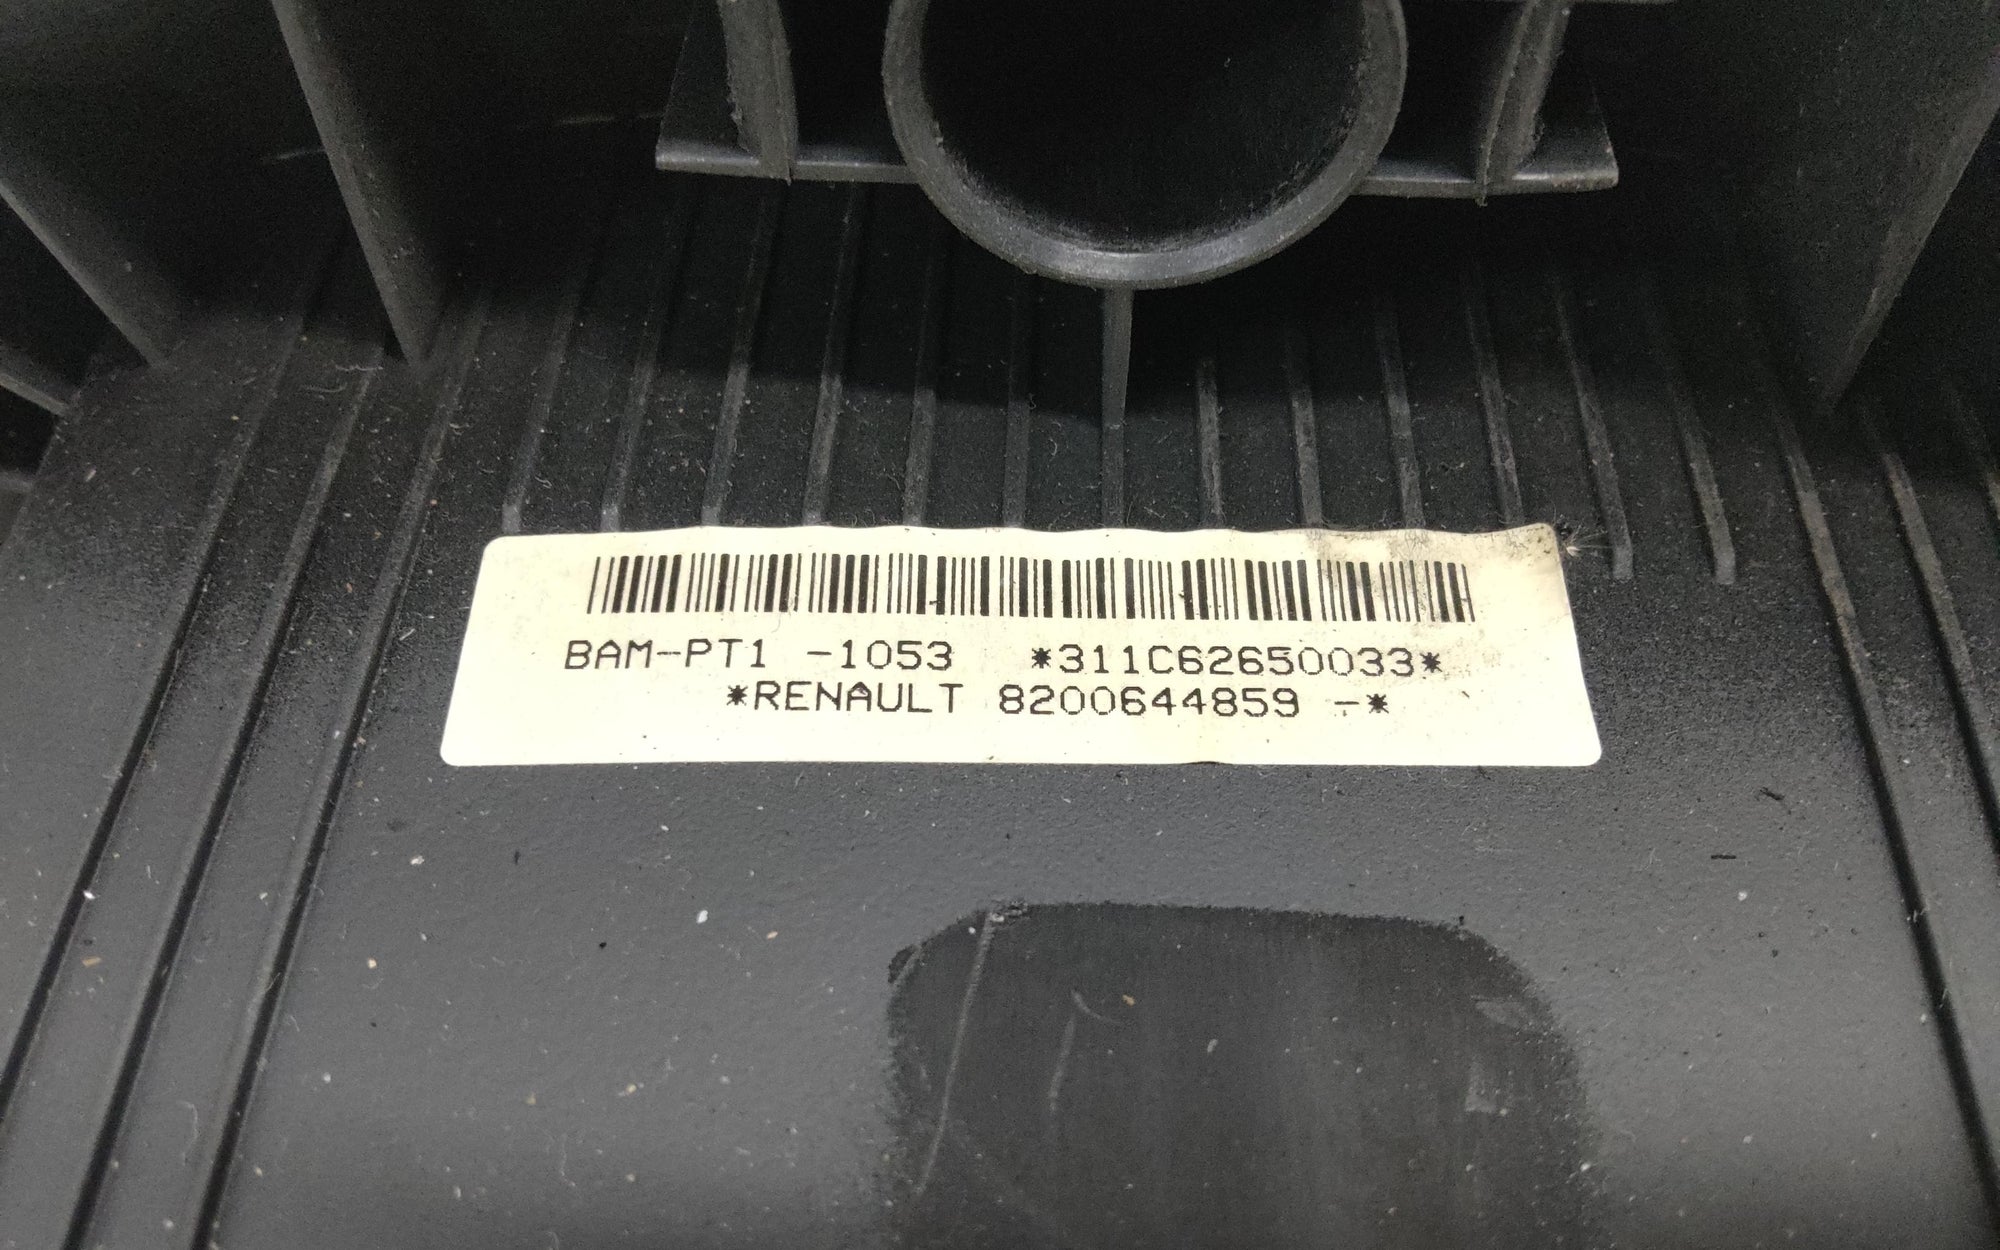 BAM-PT1 -1053 *311C62650033*
*RENAULT 8200644859 -*